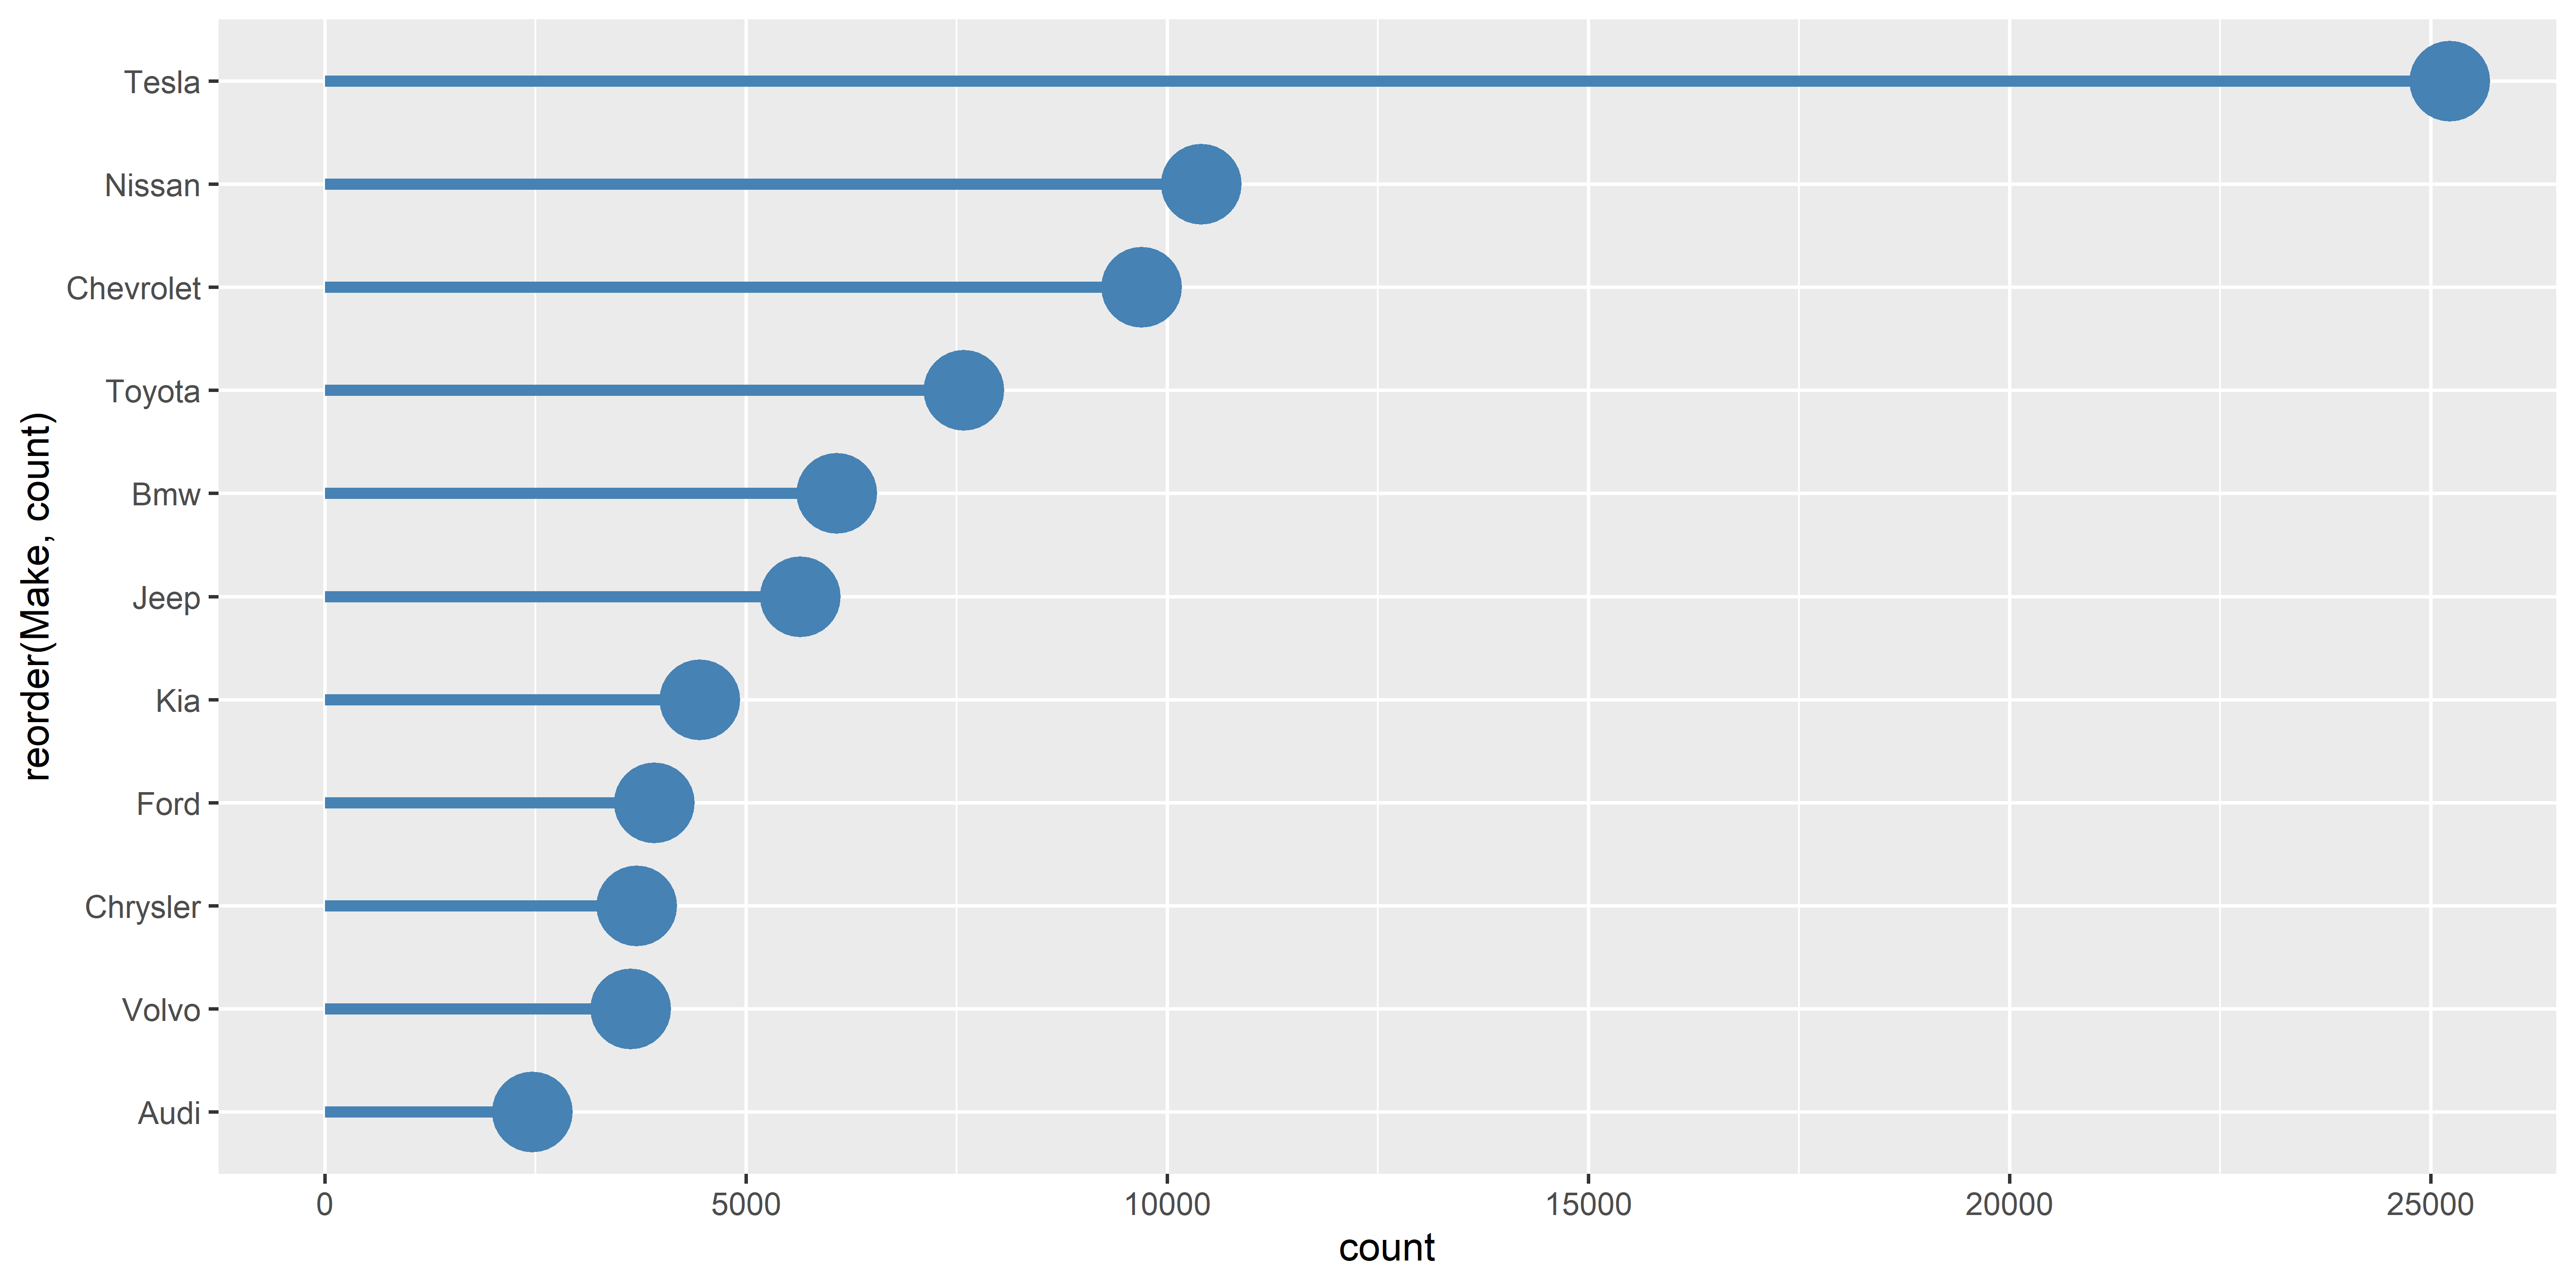 Tesla
Nissan
Chevrolet
Toyota
Bmw
Jeep
Kia
Ford
Chrysler
Volvo
Audi
reorder(Make, count)
0 5000 10000 15000 20000 25000
count